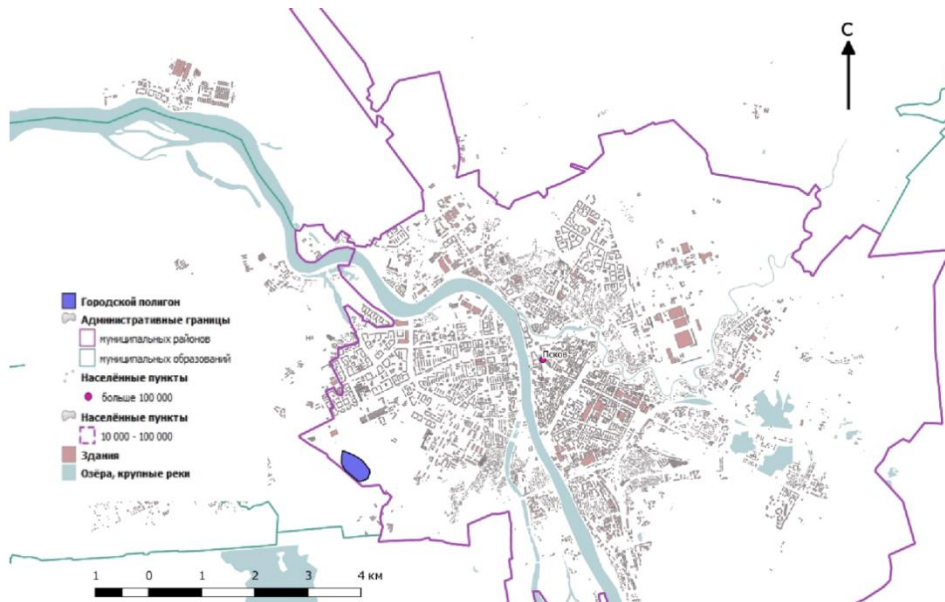 С
Псков
Городской полигон
Административные границы
муниципальных районов
муниципальных образований
Населённые пункты
больше 100 000
Населённые пункты
10 000 - 100 000
Здания
Озёра, крупные реки
1 0 1 2 3 4 км